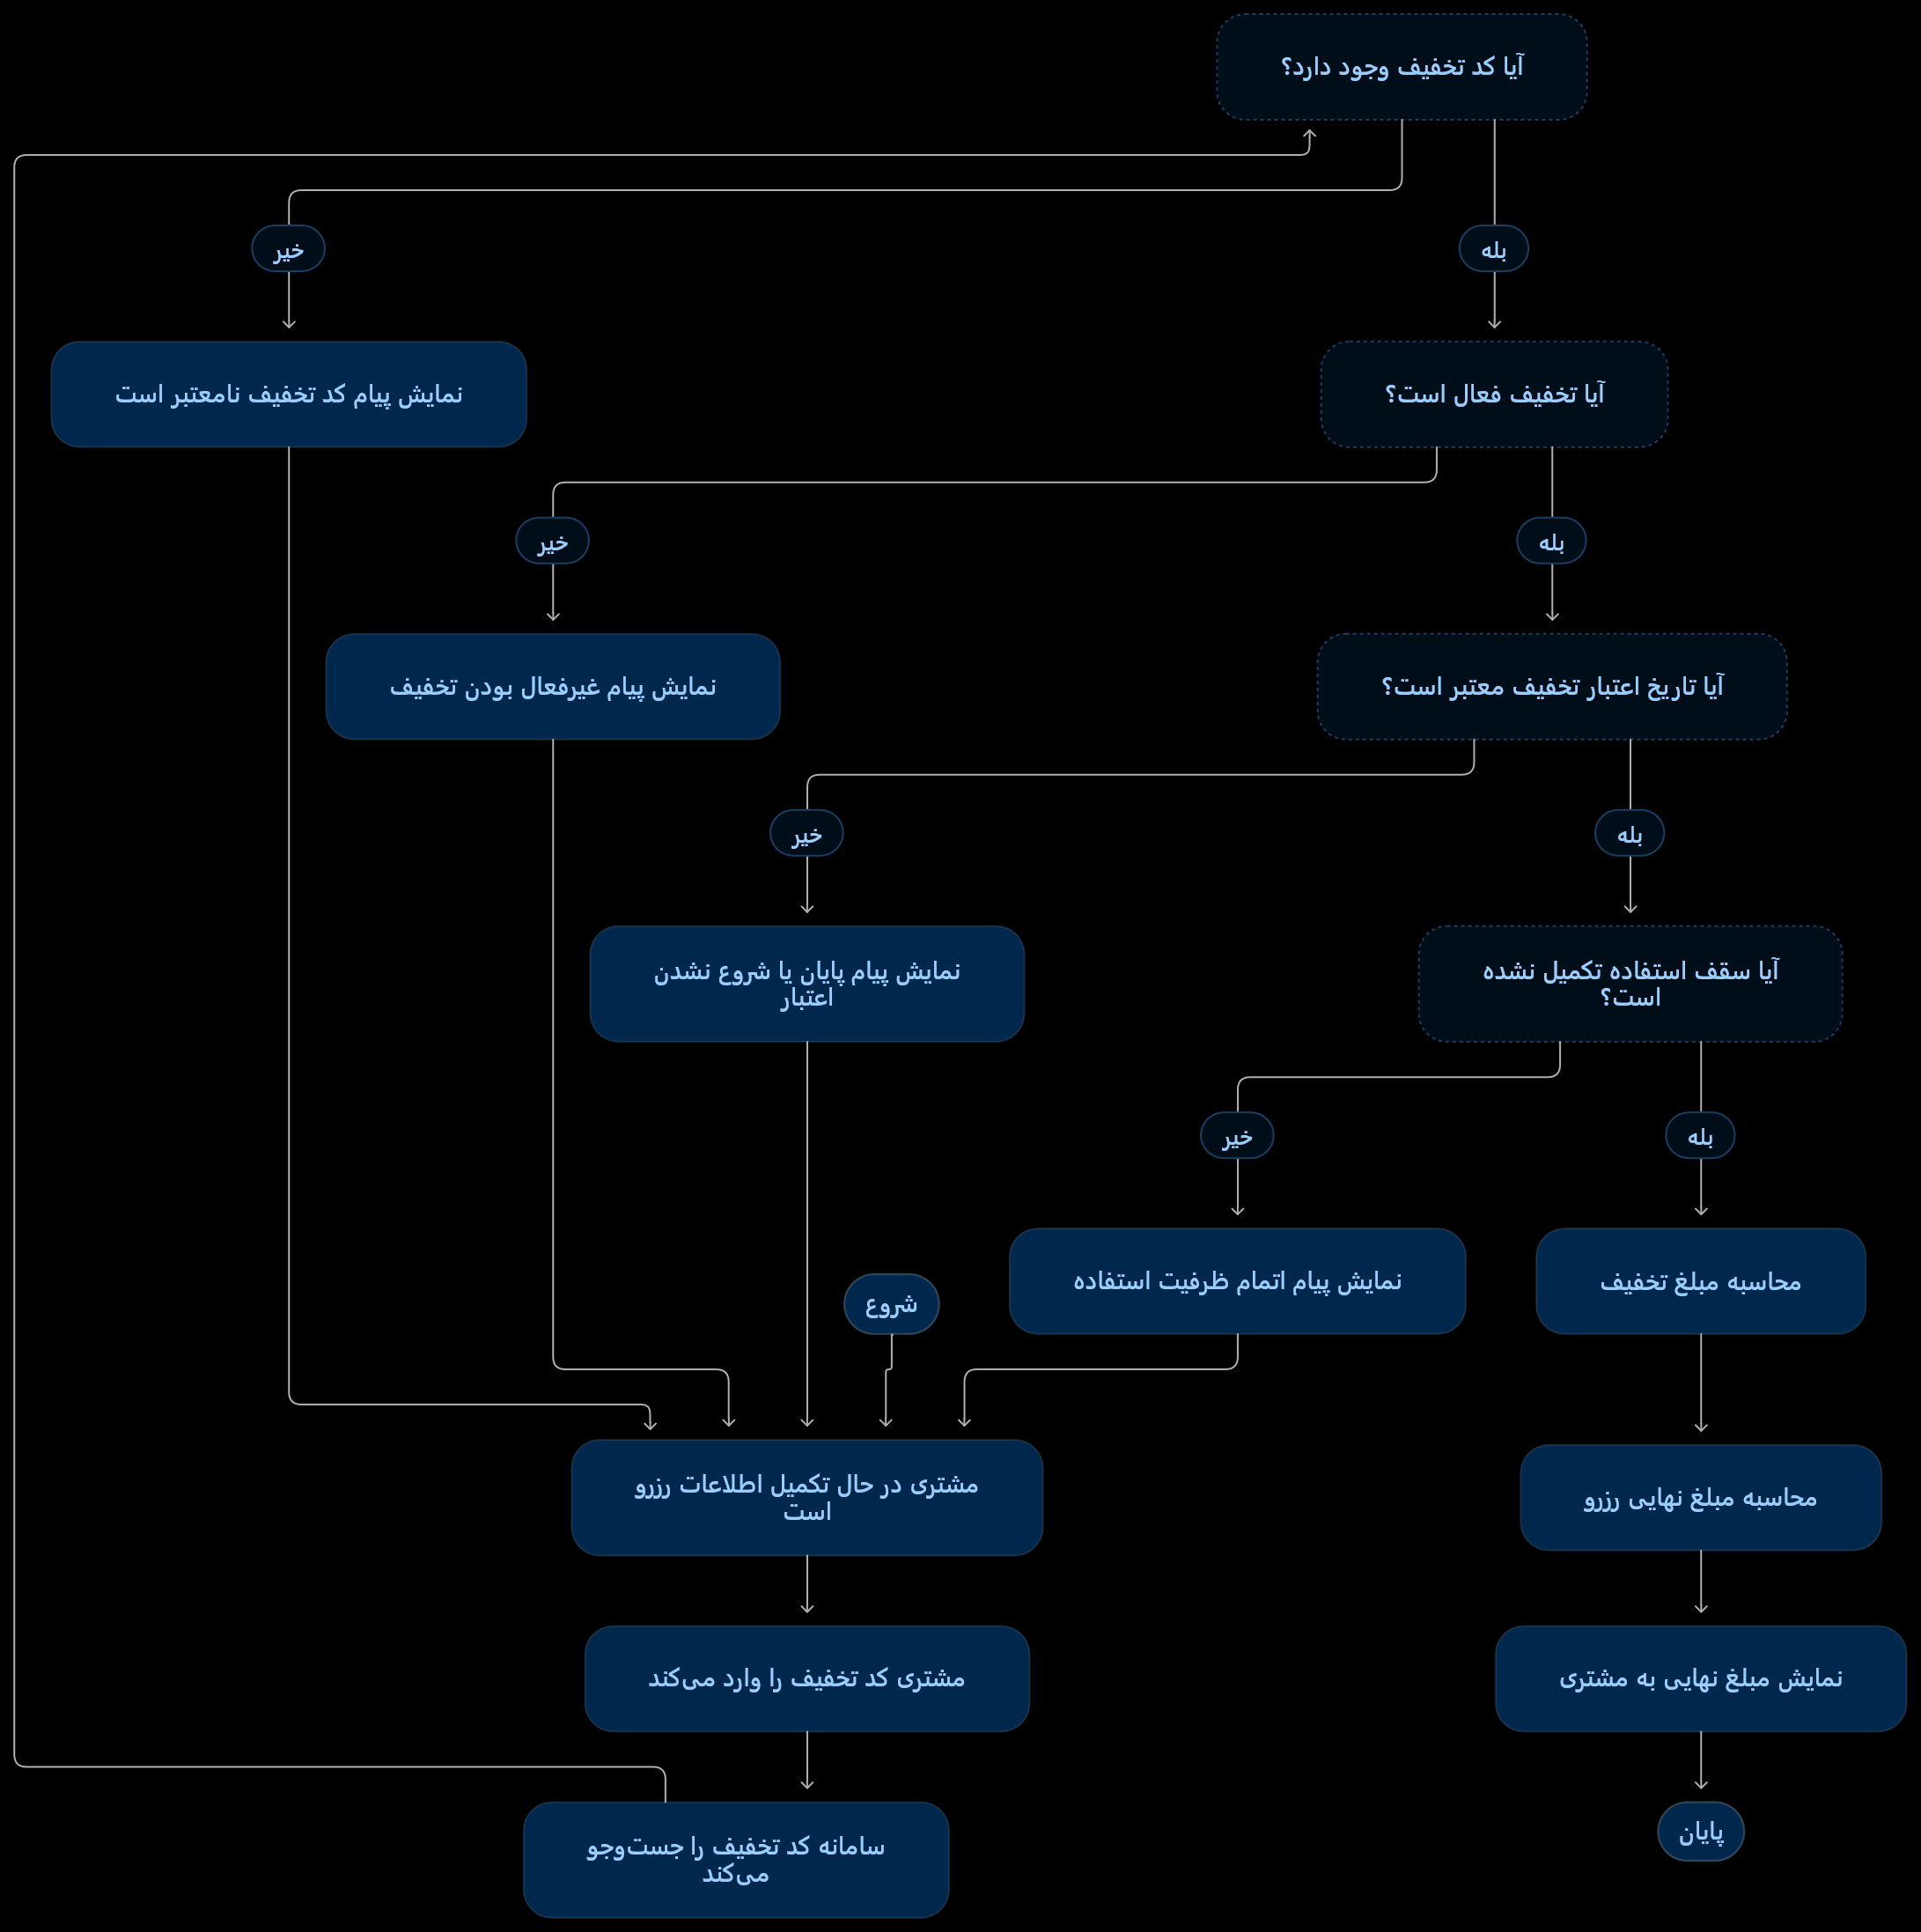 آیا کد تخفیف وجود دارد؟
بله
خیر
آیا تخفیف فعال است؟
نمایش پیام کد تخفیف نامعتبر است
بله
خیر
آیا تاریخ اعتبار تخفیف معتبر است؟
نمایش پیام غیرفعال بودن تخفیف
بله
خیر
آیا سقف استفاده تکمیل نشده
است؟
نمایش پیام پایان یا شروع نشدن
اعتبار
بله
خیر
محاسبه مبلغ تخفیف
نمایش پیام اتمام ظرفیت استفاده
شروع
محاسبه مبلغ نهایی رزرو
مشتری در حال تکمیل اطلاعات رزرو
است
نمایش مبلغ نهایی به مشتری
مشتری کد تخفیف را وارد می‌کند
پایان
سامانه کد تخفیف را جست‌وجو
می‌کند